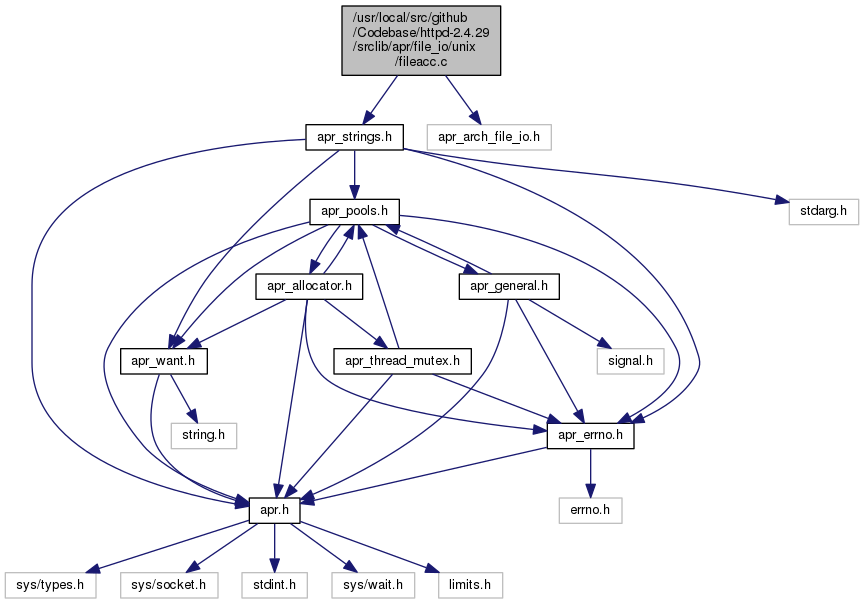 /usr/local/src/github
/Codebase/httpd-2.4.29
/srclib/apr/file_io/unix
/fileacc.c
apr_strings.h
apr_arch_file_io.h
apr_pools.h
stdarg.h
apr_allocator.h
apr_general.h
apr_want.h
apr_thread_mutex.h
signal.h
string.h
apr_errno.h
apr.h
errno.h
sys/types.h
sys/socket.h
stdint.h
sys/wait.h
limits.h